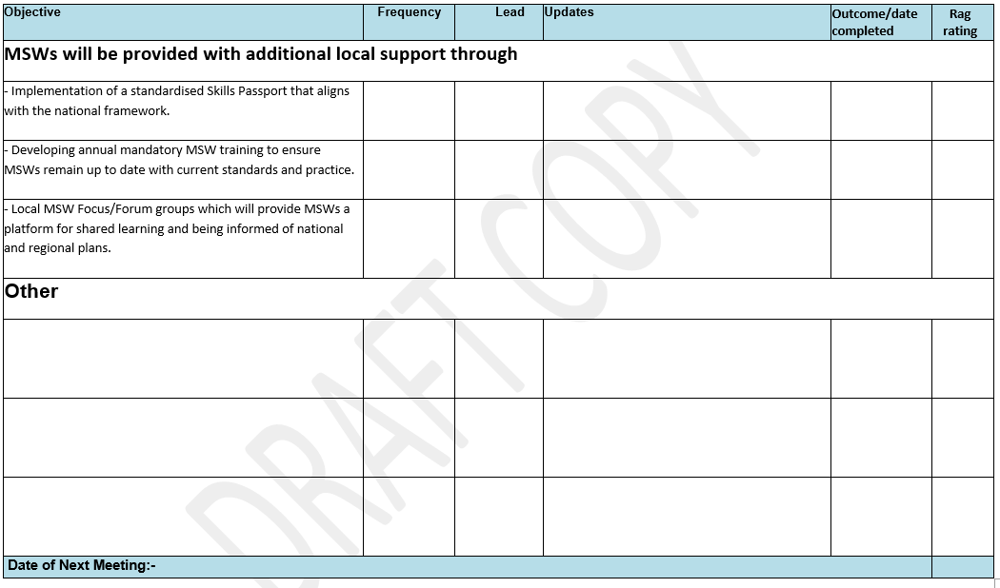 Objective Frequency Lead Updates Outcome/date Rag
completed rating
MSWs will be provided with additional local support through
- Implementation of a standardised Skills Passport that aligns
with the national framework.
- Developing annual mandatory MSW training to ensure
MSWs remain up to date with current standards and practice.
- Local MSW Focus/Forum groups which will provide MSWs a
platform for shared learning and being informed of national
and regional plans.
Other
Date of Next Meeting:-
DRAFT COPY